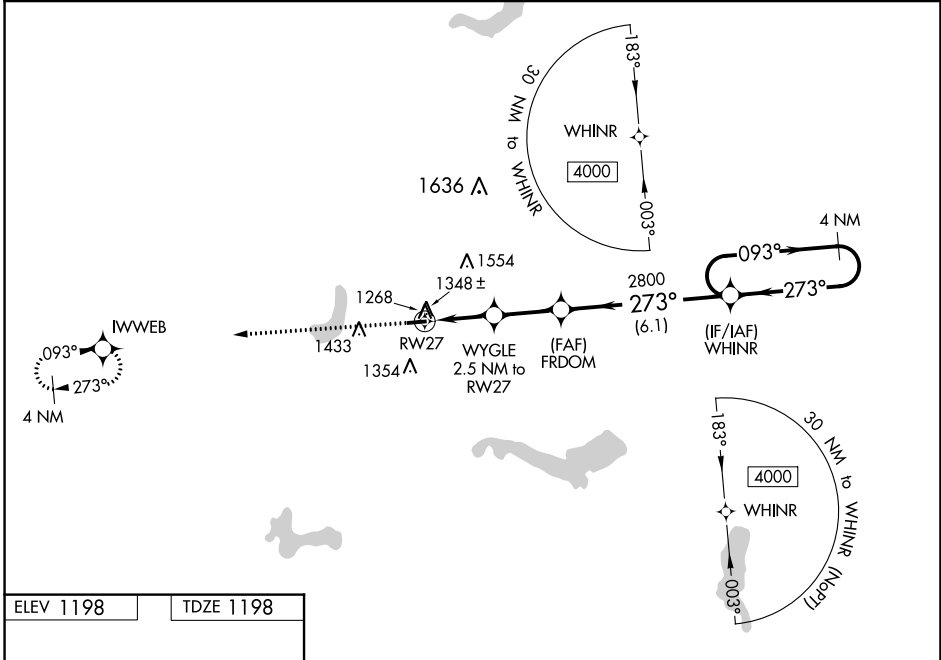 183°
30 NM to WHINR
WHINR
4000
003°
1636
4 NM
093°
1554
1348 ±
2800
1268
273°
273°
(6.1)
IWWEB
(IF/IAF)
WHINR
RW27
WYGLE
2.5 NM to
RW27
(FAF)
FRDOM
1433
093°
1354
273°
4 NM
183°
30 NM to WHINR (NoPT)
4000
WHINR
003°
ELEV 1198
TDZE 1198